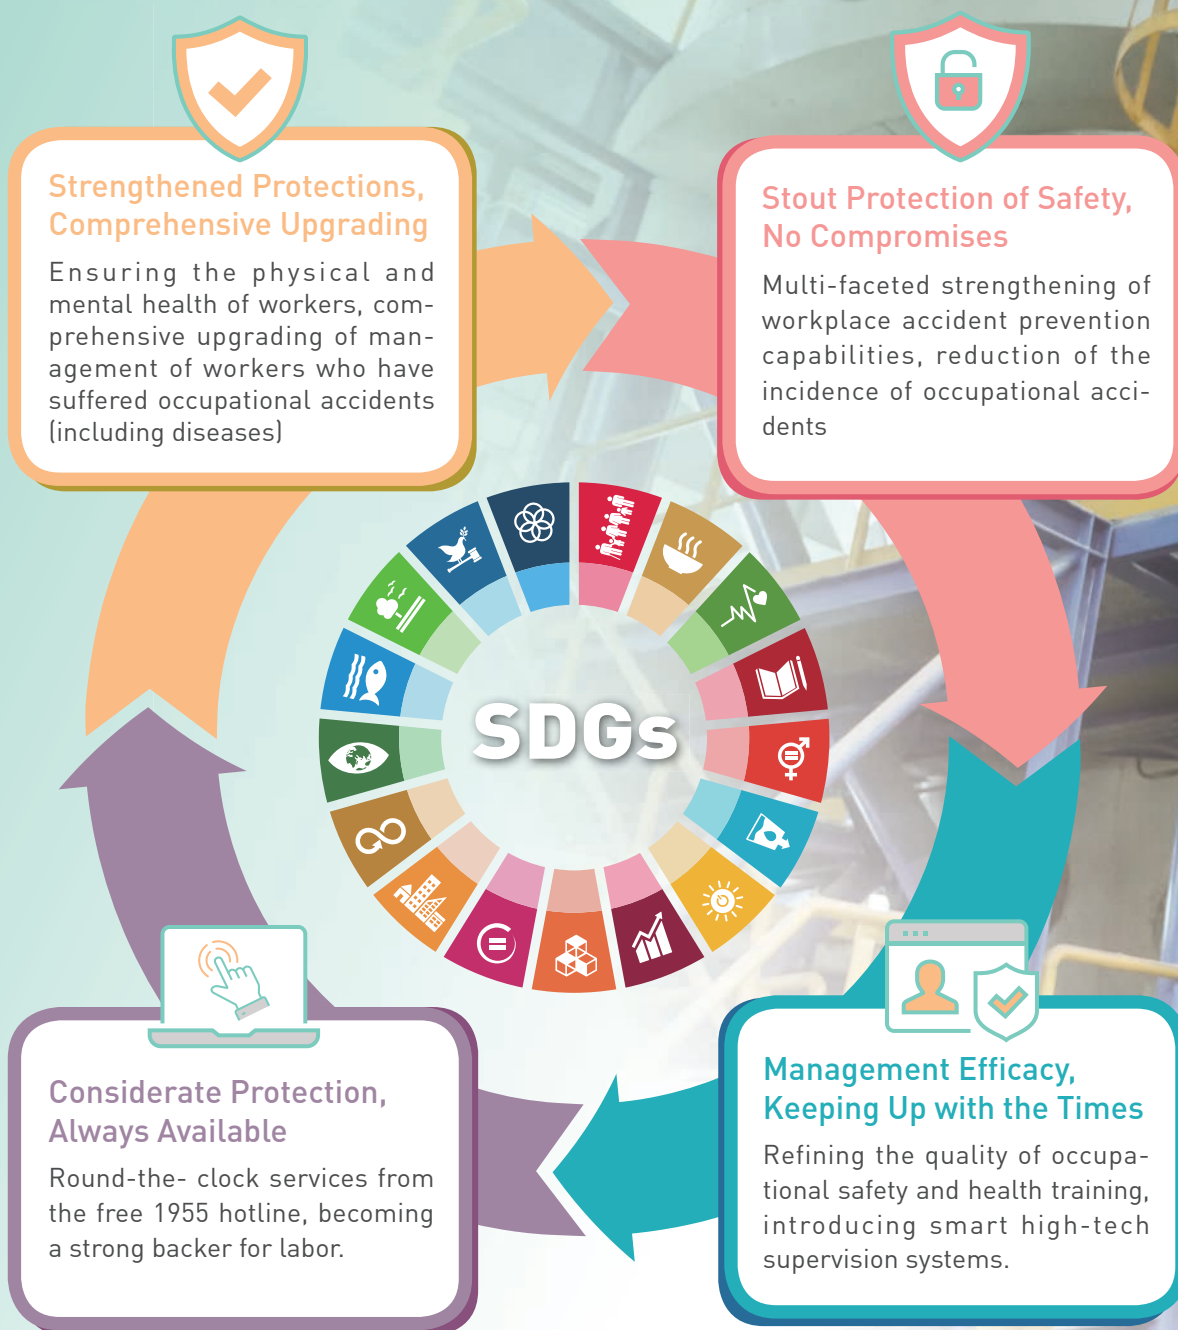 Strengthened Protections,
Comprehensive Upgrading
Ensuring the physical and
mental health of workers, com-
prehensive upgrading of man-
agement of workers who have
suffered occupational accidents
(including diseases)
Stout Protection of Safety,
No Compromises
Multi-faceted strengthening of
workplace accident prevention
capabilities, reduction of the
incidence of occupational acci-
dents
SDGs
Considerate Protection,
Always Available
Round-the- clock services from
the free 1955 hotline, becoming
a strong backer for labor.
Management Efficacy,
Keeping Up with the Times
Refining the quality of occupa-
tional safety and health training,
introducing smart high-tech
supervision systems.